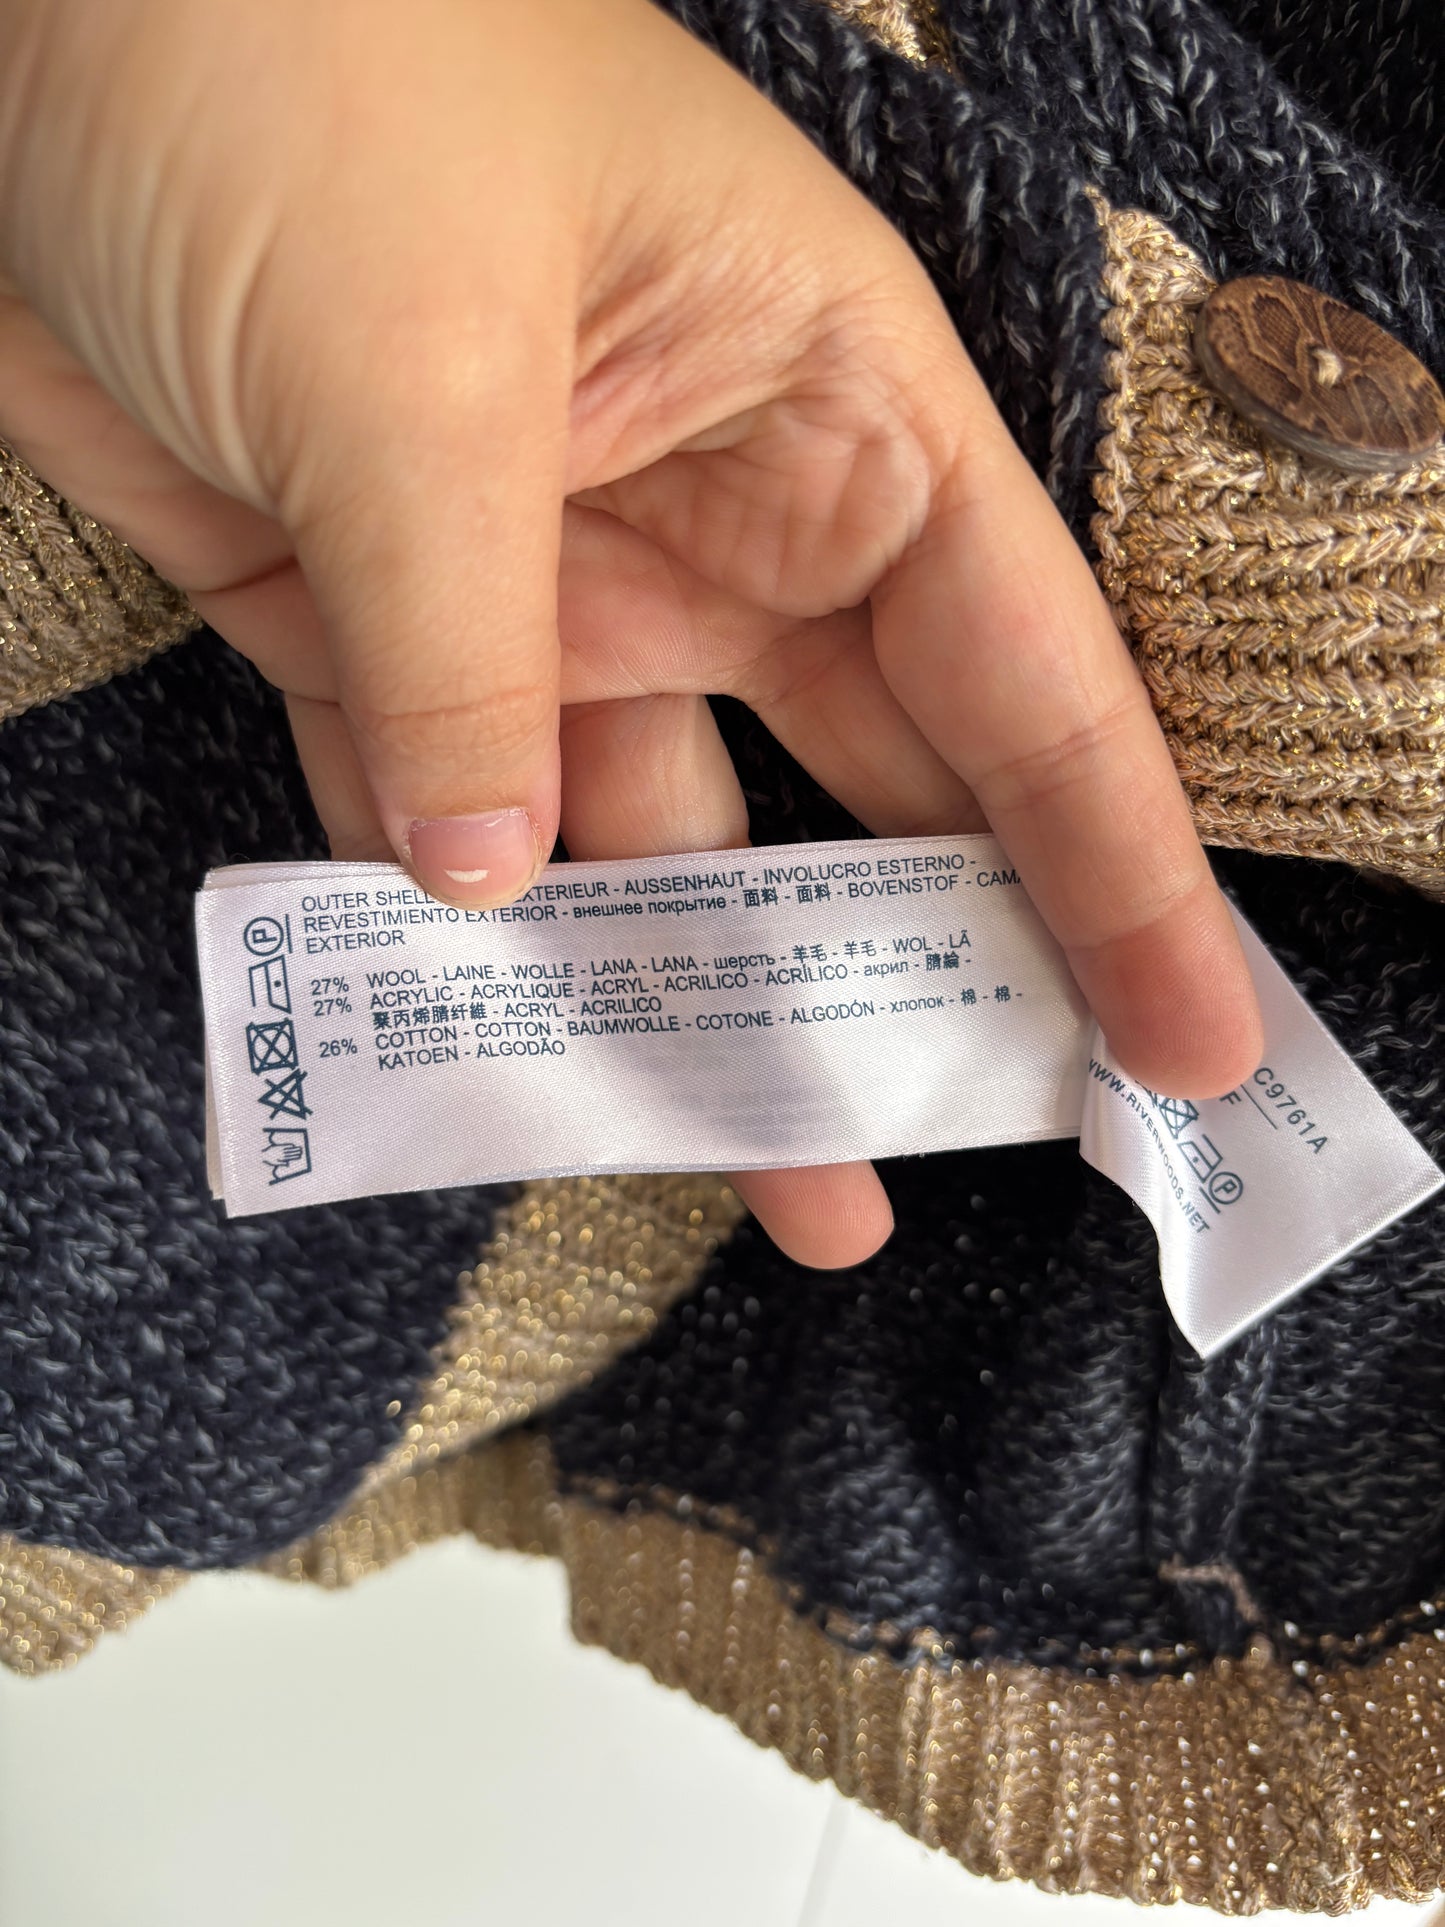 OUTER SHELL EXTERIEUR - AUSSENHAUT - INVOLUCRO ESTERNO -
REVESTIMIENTO EXTERIOR - внешнее покрытие - 面料 - 面料 - BOVENSTOF -
EXTERIOR
27% WOOL - LAINE - WOLLE - LANA - LANA - шерсть - 羊毛 - 羊毛 - WOL - LÃ
27% ACRYLIC - ACRYLIQUE - ACRYL - ACRILICO - ACRÍLICO - акрил - 腈綸 -
聚丙烯腈纤维 - ACRYL - ACRILICO
26% COTTON - COTTON - BAUMWOLLE - COTONE - ALGODÓN - хлопок - 棉 - 棉 -
KATOEN - ALGODÃO
P
C9761A
F
WWW.RIVERWOODS.NET
P